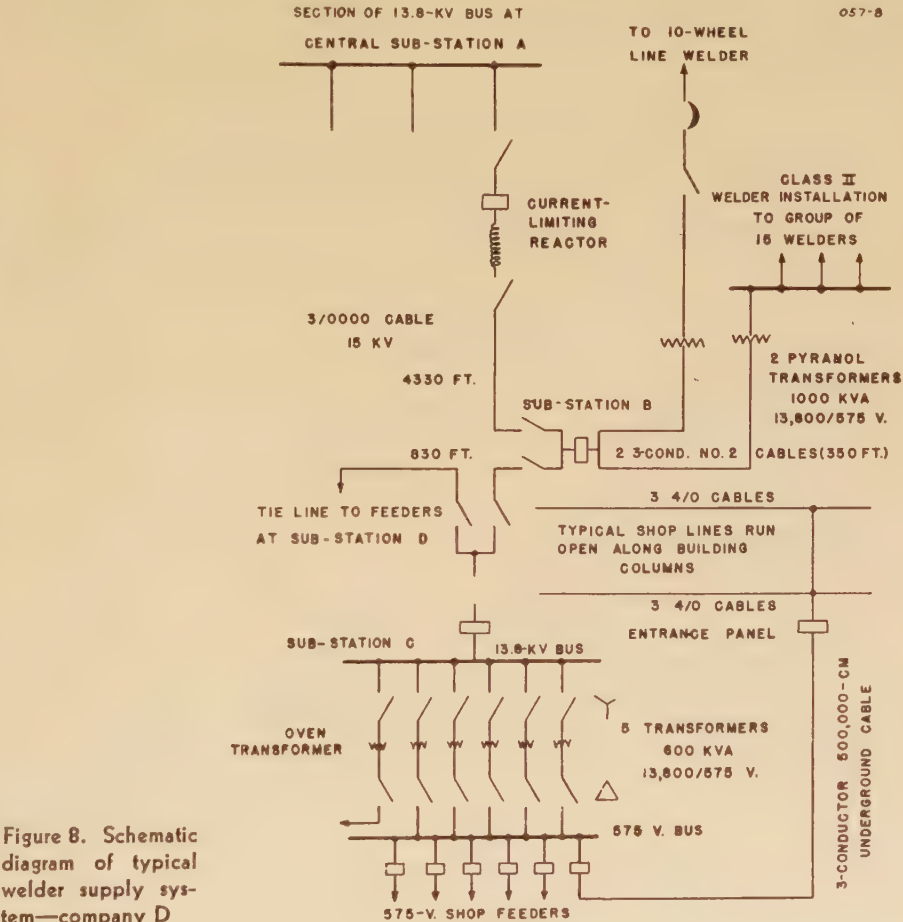 SECTION OF 13.8-KV BUS AT
CENTRAL SUB-STATION A
057-8
TO 10-WHEEL
LINE WELDER
CLASS II
WELDER INSTALLATION
TO GROUP OF
15 WELDERS
CURRENT-
LIMITING
REACTOR
3/0000 CABLE
15 KV
4330 FT.
2 PYRANOL
TRANSFORMERS
1000 KVA
13,800/575 V.
SUB-STATION B
830 FT.
2 3-COND. NO. 2 CABLES (350 FT.)
TIE LINE TO FEEDERS
AT SUB-STATION D
3 4/0 CABLES
TYPICAL SHOP LINES RUN
OPEN ALONG BUILDING
COLUMNS
3 4/0 CABLES
ENTRANCE PANEL
SUB-STATION C
13.8-KV BUS
OVEN
TRANSFORMER
5 TRANSFORMERS
600 KVA
13,800/575 V.
3-CONDUCTOR 500,000-CM
UNDERGROUND CABLE
575 V. BUS
575-V. SHOP FEEDERS
Figure 8. Schematic
diagram of typical
welder supply sys-
tem—company D